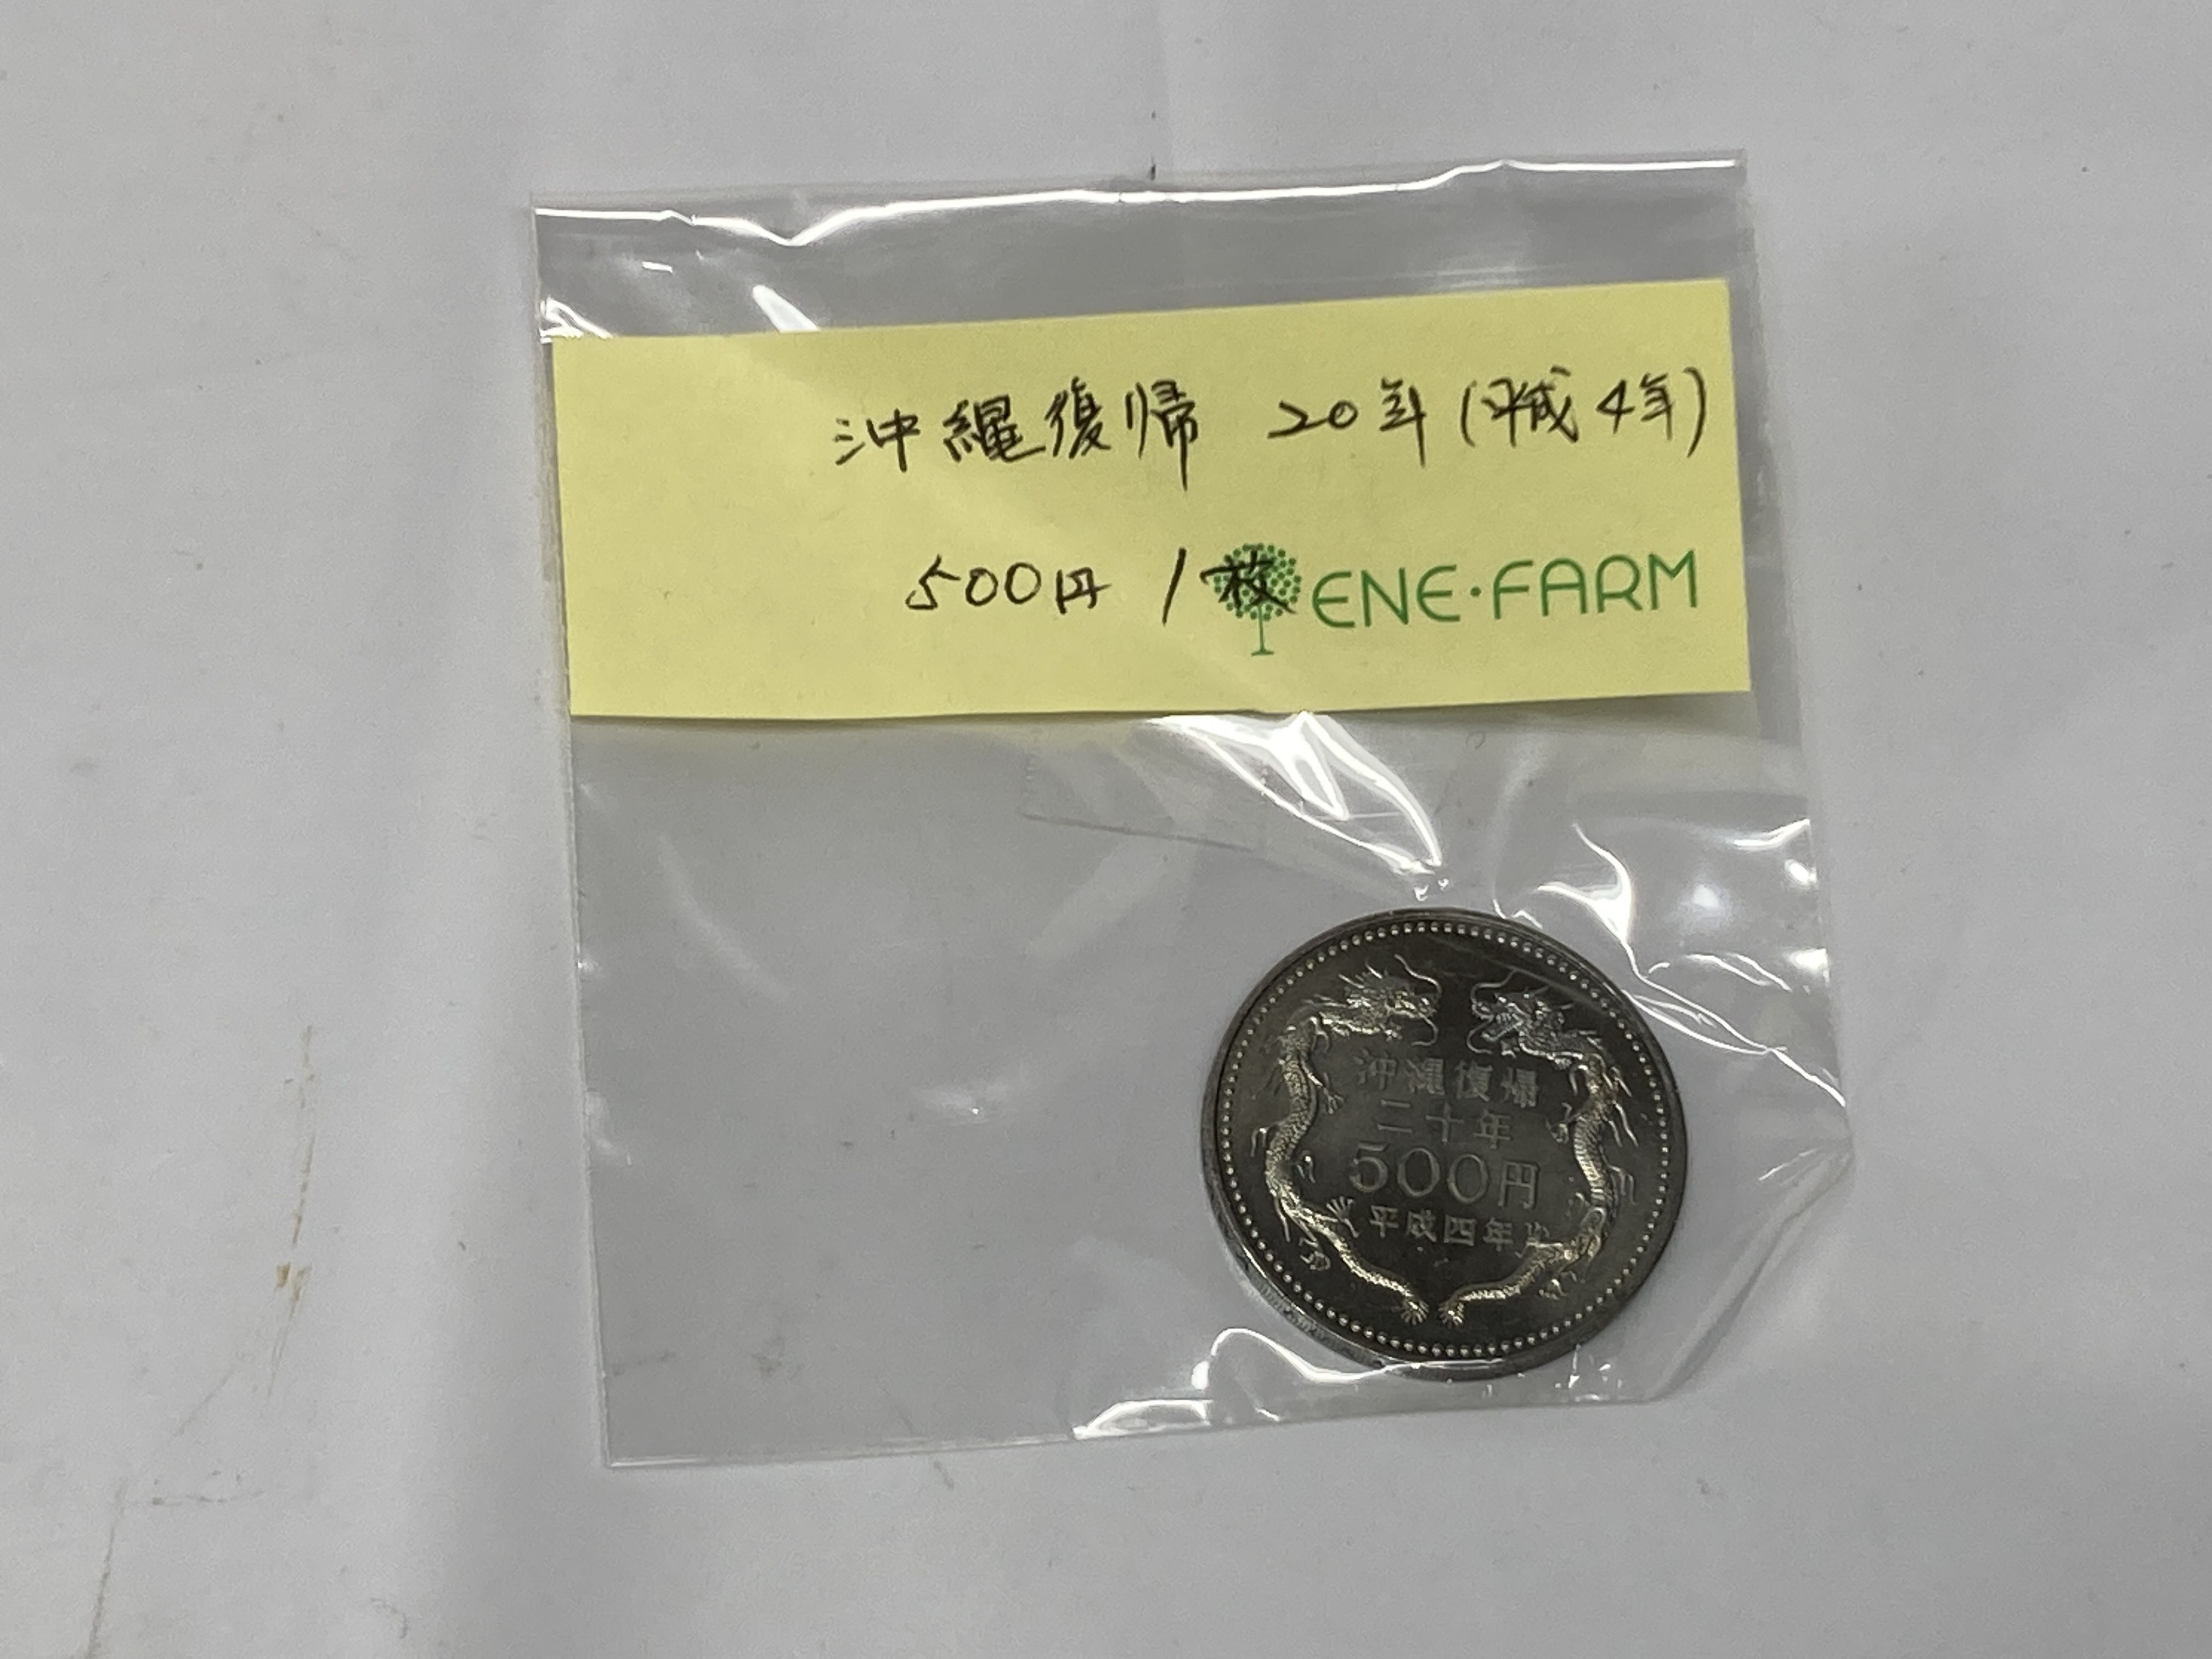 沖縄復帰 20年(平成4年)
500円 1枚 ENE・FARM
沖縄復帰
二十年
500円
平成四年